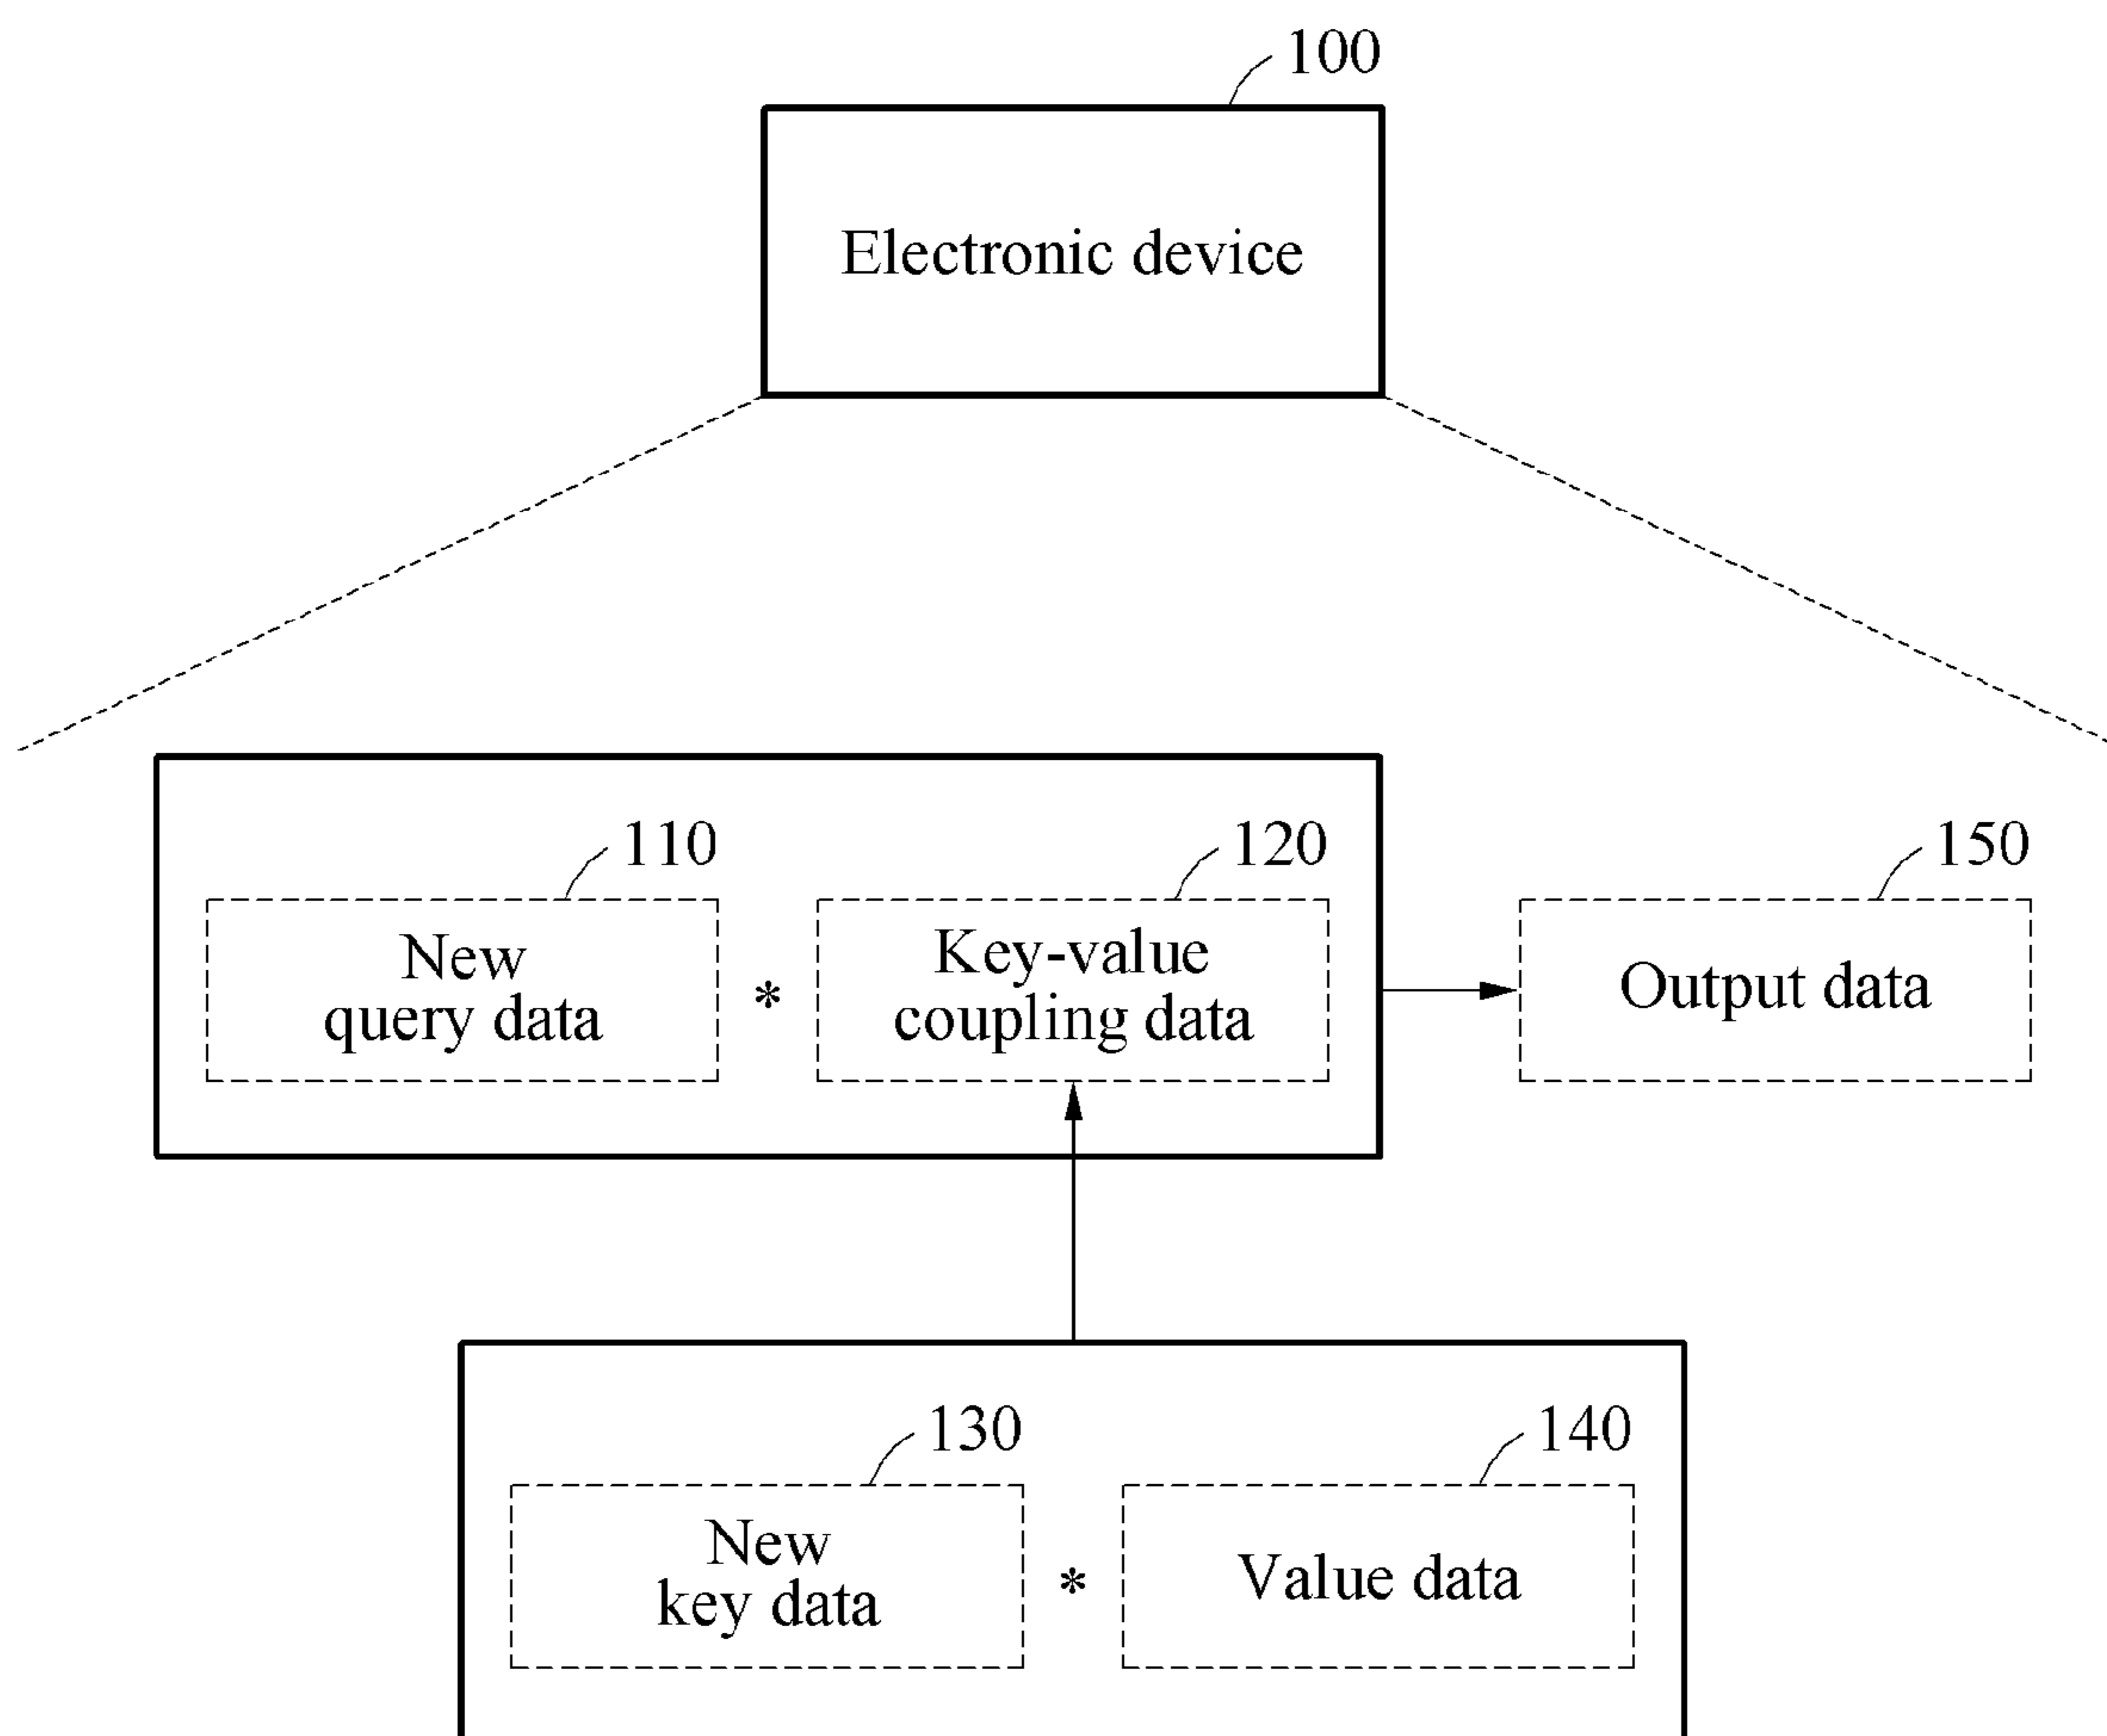 100
Electronic device
110
120
150
New
query data
*
Key-value
coupling data
Output data
130
140
New
key data
*
Value data